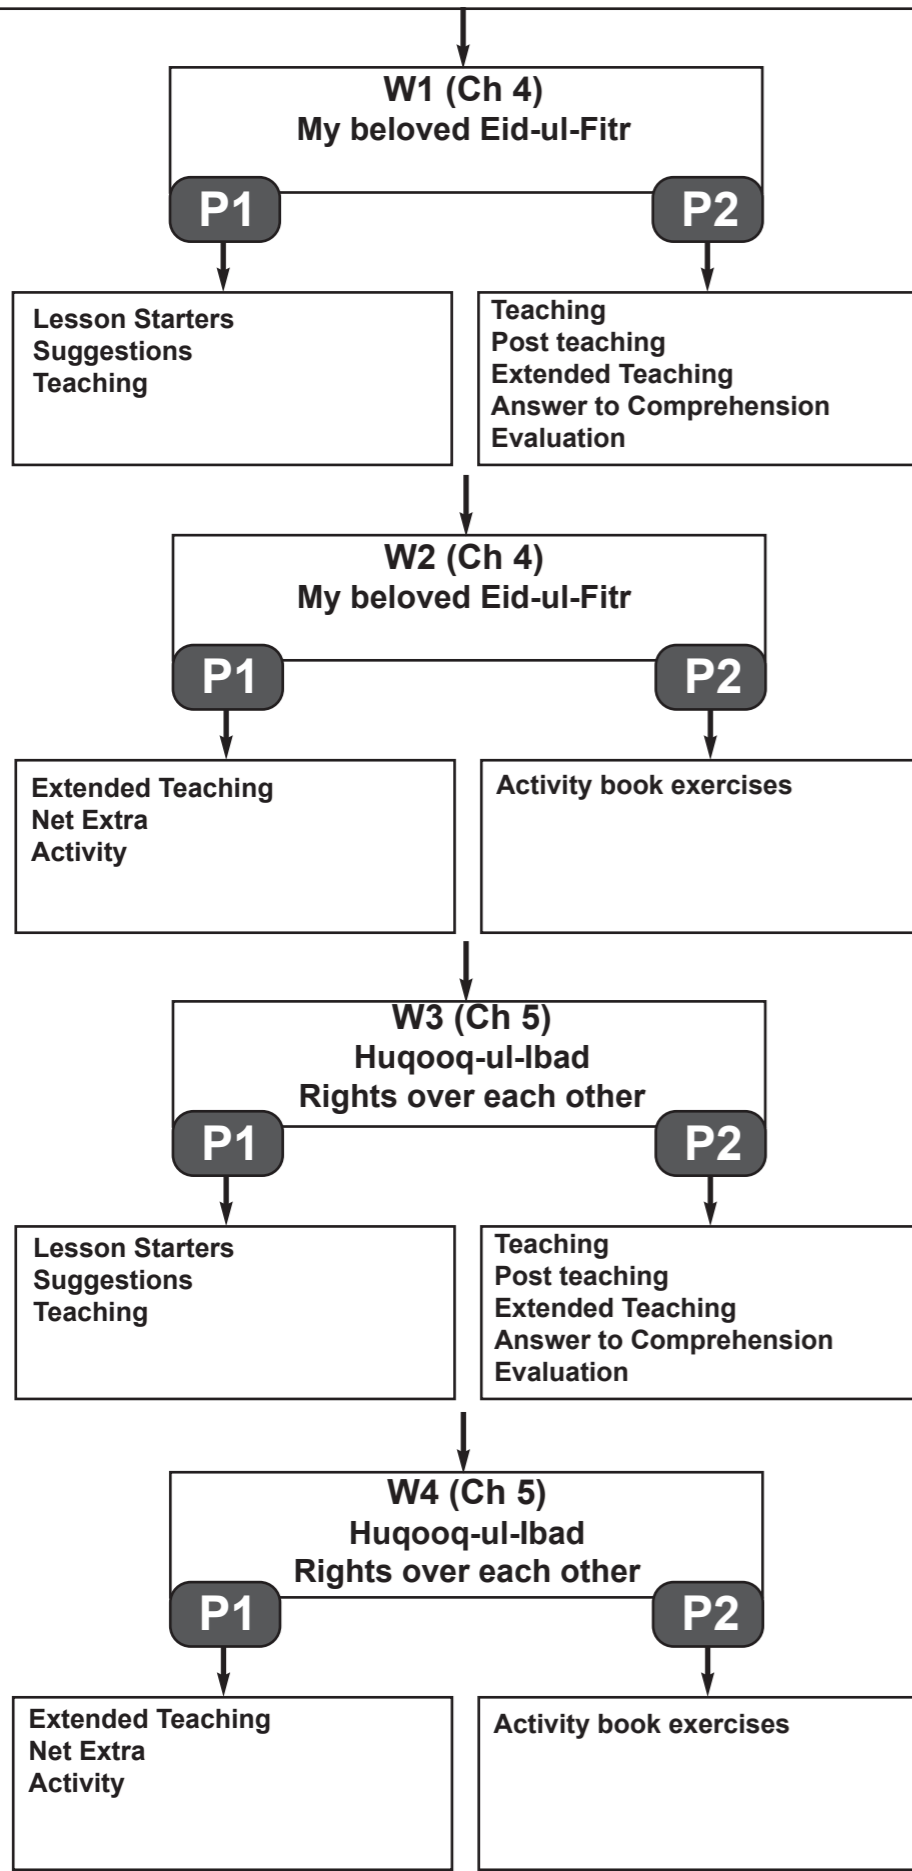 W1 (Ch 4)
My beloved Eid-ul-Fitr
P1
P2
Lesson Starters
Suggestions
Teaching
Teaching
Post teaching
Extended Teaching
Answer to Comprehension
Evaluation
W2 (Ch 4)
My beloved Eid-ul-Fitr
P1
P2
Extended Teaching
Net Extra
Activity
Activity book exercises
W3 (Ch 5)
Huqooq-ul-Ibad
Rights over each other
P1
P2
Lesson Starters
Suggestions
Teaching
Teaching
Post teaching
Extended Teaching
Answer to Comprehension
Evaluation
W4 (Ch 5)
Huqooq-ul-Ibad
Rights over each other
P1
P2
Extended Teaching
Net Extra
Activity
Activity book exercises